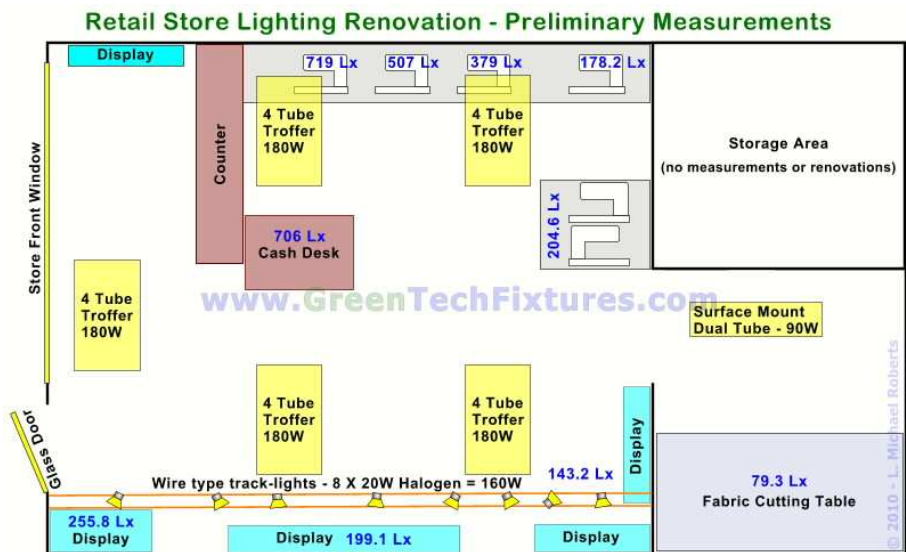 Retail Store Lighting Renovation - Preliminary Measurements
Display
719 Lx
507 Lx
379 Lx
178.2 Lx
4 Tube
Troffer
180W
4 Tube
Troffer
180W
Counter
Storage Area
(no measurements or renovations)
Store Front Window
706 Lx
Cash Desk
204.6 Lx
4 Tube
Troffer
180W
www.GreenTechFixtures.com
Surface Mount
Dual Tube - 90W
4 Tube
Troffer
180W
4 Tube
Troffer
180W
Display
Glass Door
Wire type track-lights - 8 X 20W Halogen = 160W
143.2 Lx
79.3 Lx
Fabric Cutting Table
255.8 Lx
Display
Display 199.1 Lx
Display
© 2010 - L. Michael Roberts